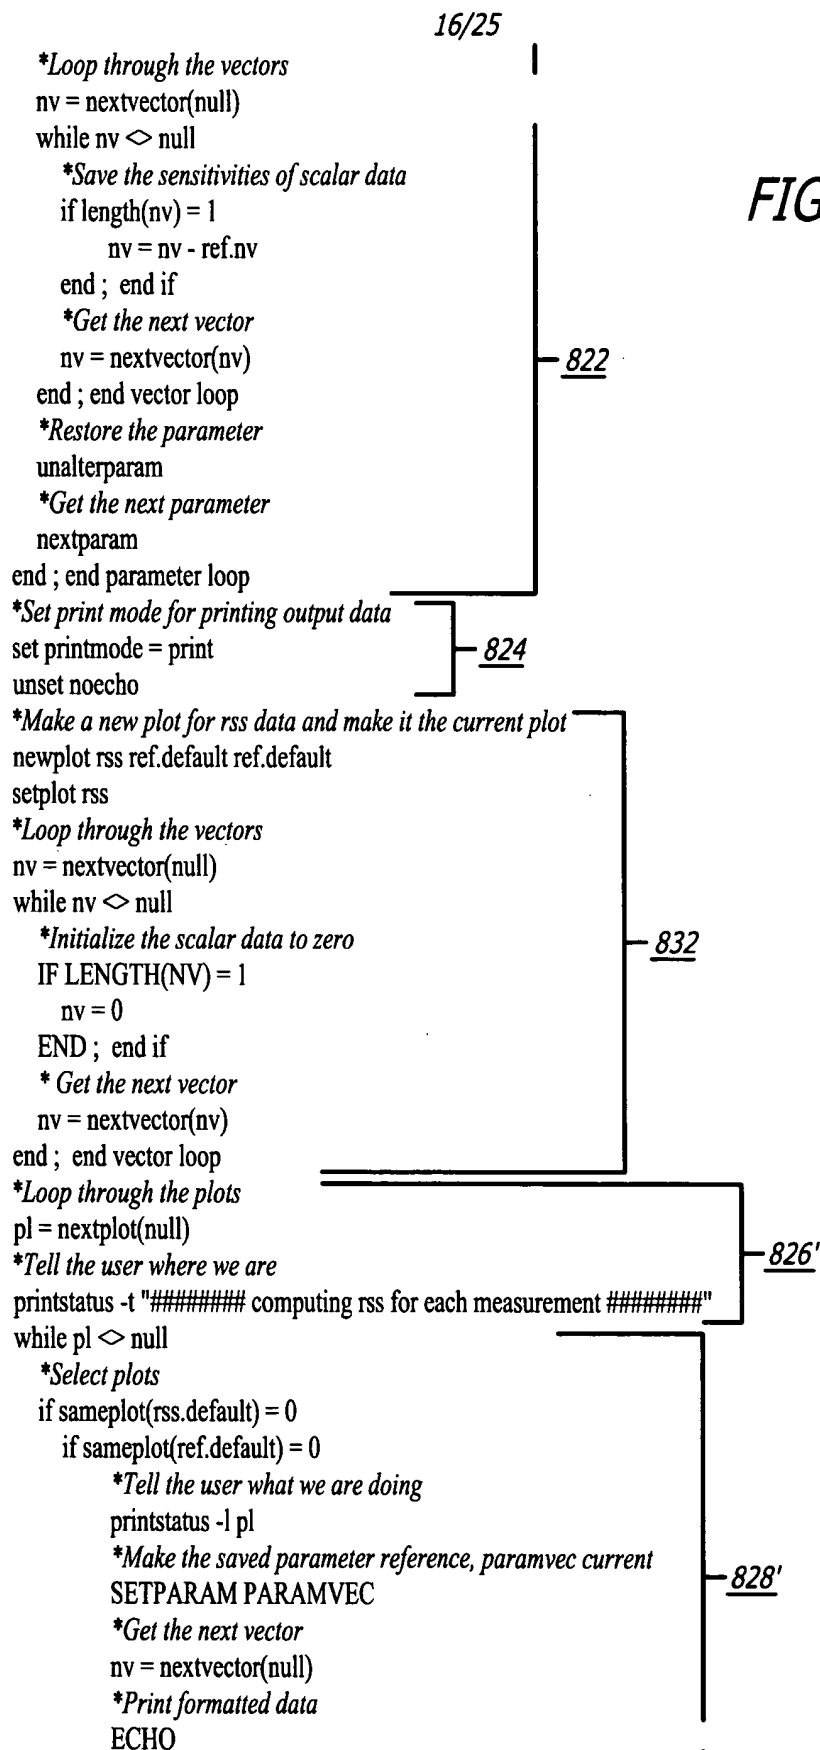 16/25
*Loop through the vectors
nv = nextvector(null)
while nv <> null
*Save the sensitivities of scalar data
FIG
if length(nv) = 1
nv = nv - ref.nv
end ; end if
*Get the next vector
nv = nextvector(nv)
822
end ; end vector loop
*Restore the parameter
unalterparam
*Get the next parameter
nextparam
end ; end parameter loop
*Set print mode for printing output data
set printmode = print
824
unset noecho
*Make a new plot for rss data and make it the current plot
newplot rss ref.default ref.default
setplot rss
*Loop through the vectors
nv = nextvector(null)
while nv <> null
*Initialize the scalar data to zero
832
IF LENGTH(NV) = 1
nv = 0
END ; end if
* Get the next vector
nv = nextvector(nv)
end ; end vector loop
*Loop through the plots
pl = nextplot(null)
*Tell the user where we are
826'
printstatus -t "######## computing rss for each measurement ########"
while pl <> null
*Select plots
if sameplot(rss.default) = 0
if sameplot(ref.default) = 0
*Tell the user what we are doing
printstatus -l pl
*Make the saved parameter reference, paramvec current
828'
SETPARAM PARAMVEC
*Get the next vector
nv = nextvector(null)
*Print formatted data
ECHO